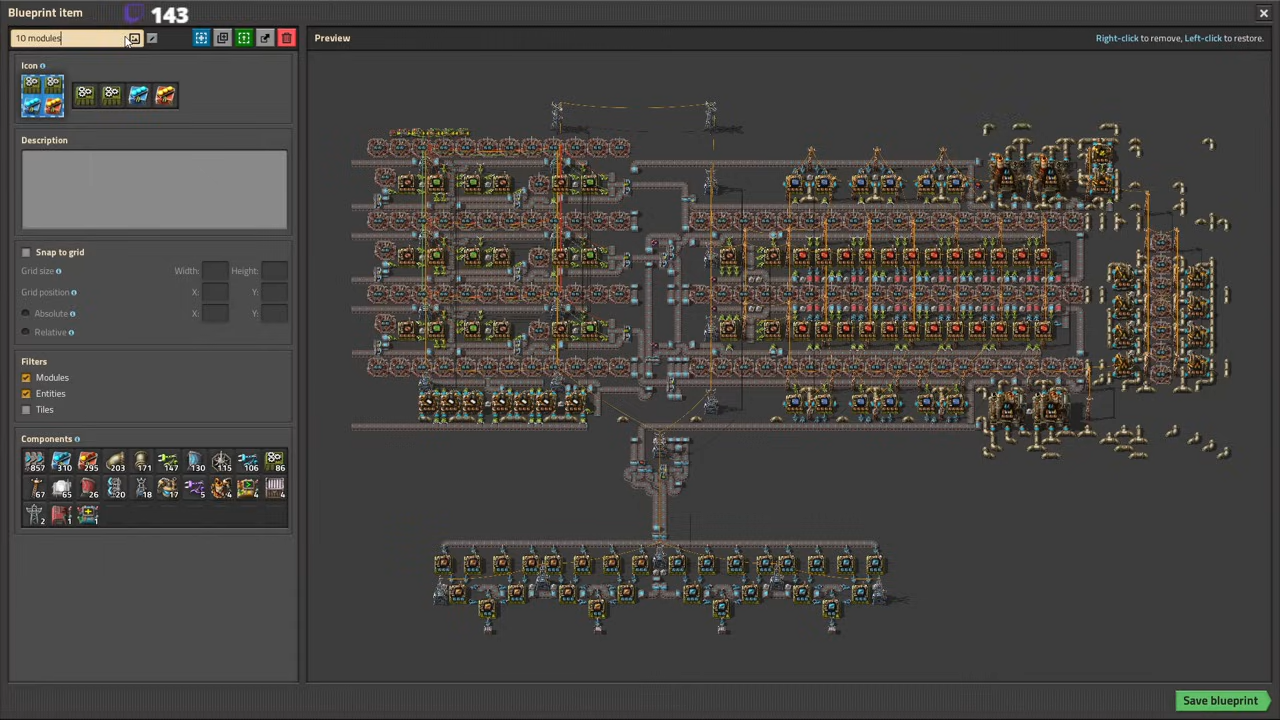 Blueprint item
143
10 modules
Preview
Right-click to remove, Left-click to restore.
Icon
Description
Snap to grid
Grid size
Width:
Height:
Grid position
X:
Y:
Absolute
X:
Y:
Relative
Filters
Modules
Entities
Tiles
Components
857 310 295 203 171 147 130 115 106 86
67 65 26 20 18 17 5 4 4 4
2 1 1
Save blueprint